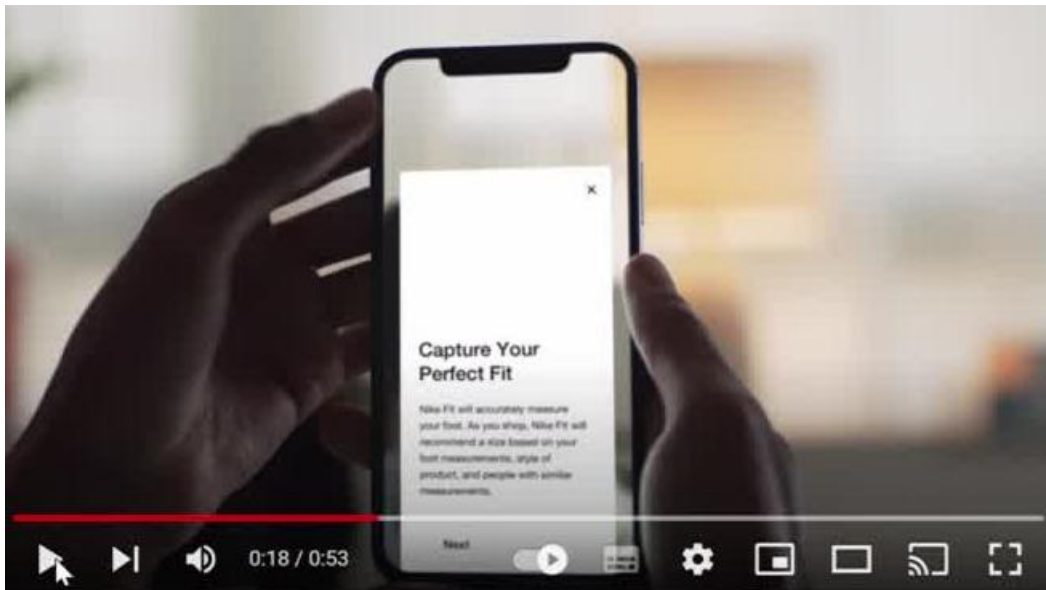 Capture Your
Perfect Fit
Nike Fit will accurately measure
your foot. As you shop, Nike Fit will
recommend a size based on your
foot measurements, style of
product, and people with similar
measurements.
Next
0:18 / 0:53